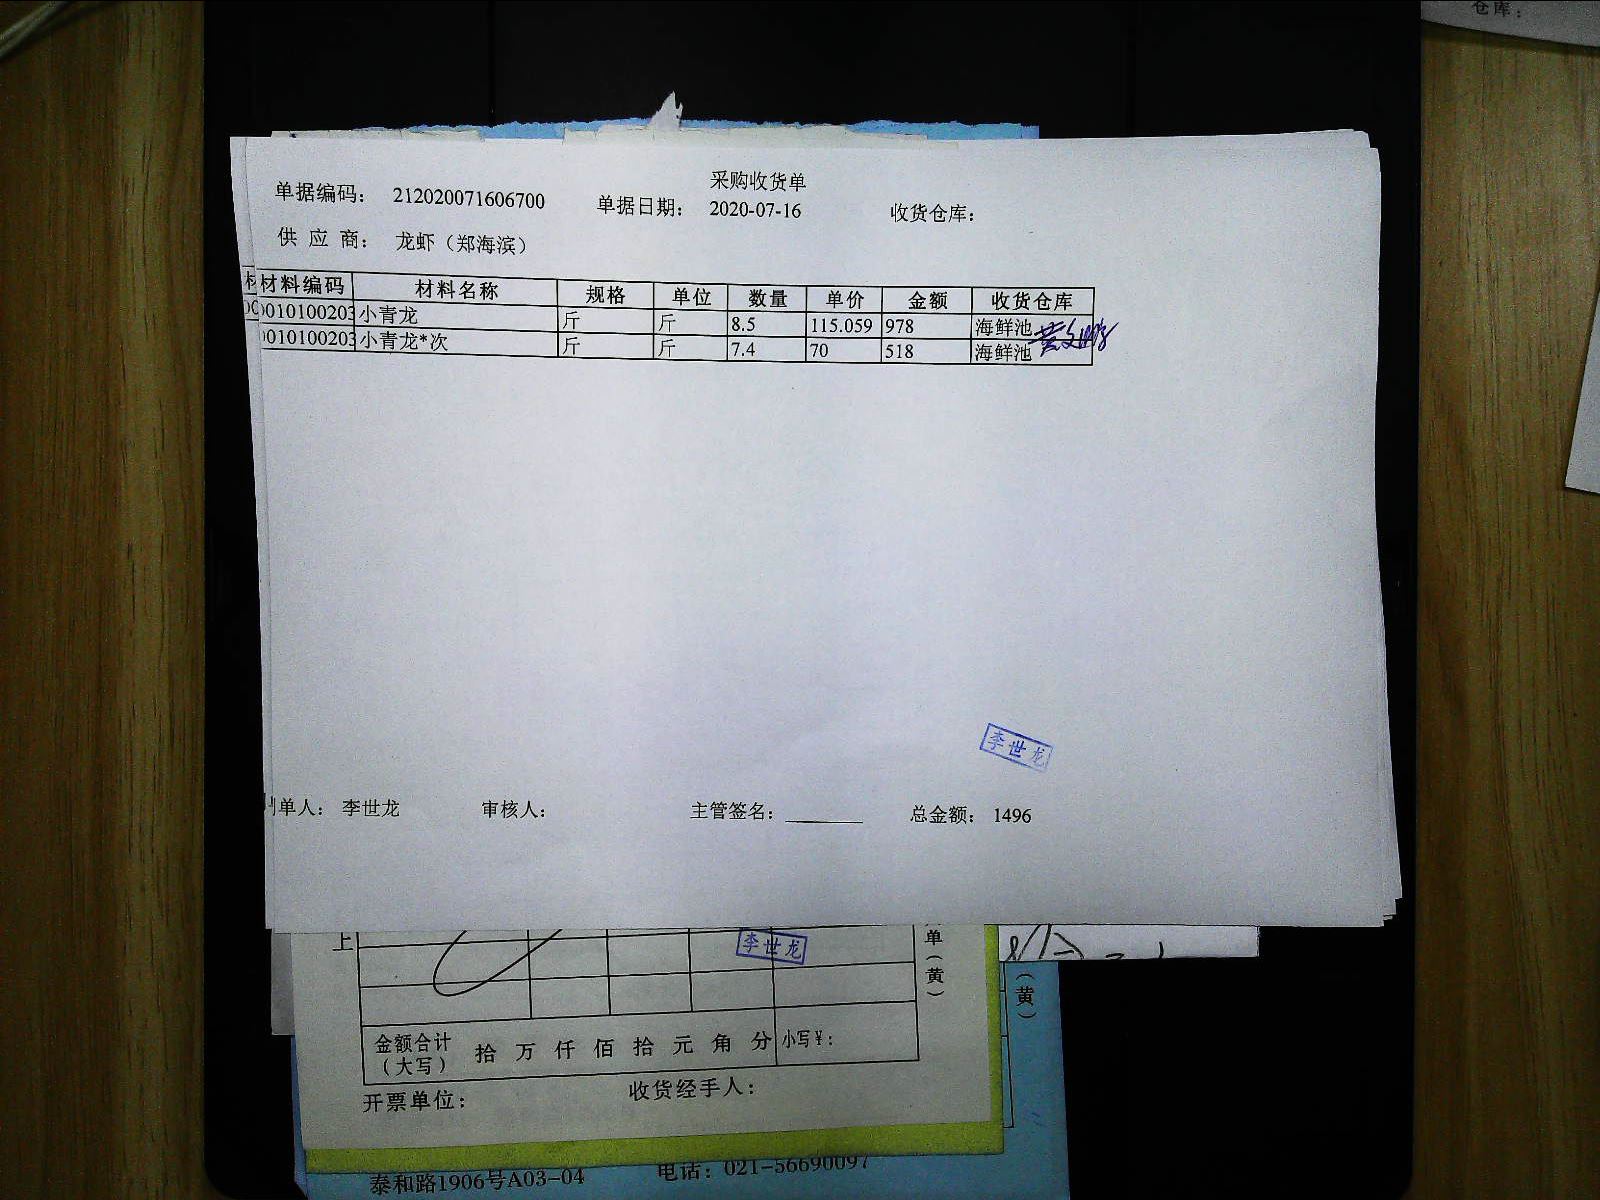 仓库：
采购收货单
单据编码： 212020071606700 单据日期： 2020-07-16 收货仓库：
供 应 商： 龙虾（郑海滨）
材料编码 材料名称 规格 单位 数量 单价 金额 收货仓库
010100203 小青龙 斤 斤 8.5 115.059 978 海鲜池
010100203 小青龙*次 斤 斤 7.4 70 518 海鲜池
李世龙
制单人： 李世龙 审核人： 主管签名： 总金额： 1496
上
李世龙
单（黄）
（黄）
金额合计（大写） 拾 万 仟 佰 拾 元 角 分 小写¥：
开票单位： 收货经手人：
泰和路1906号A03-04 电话：021-56690097